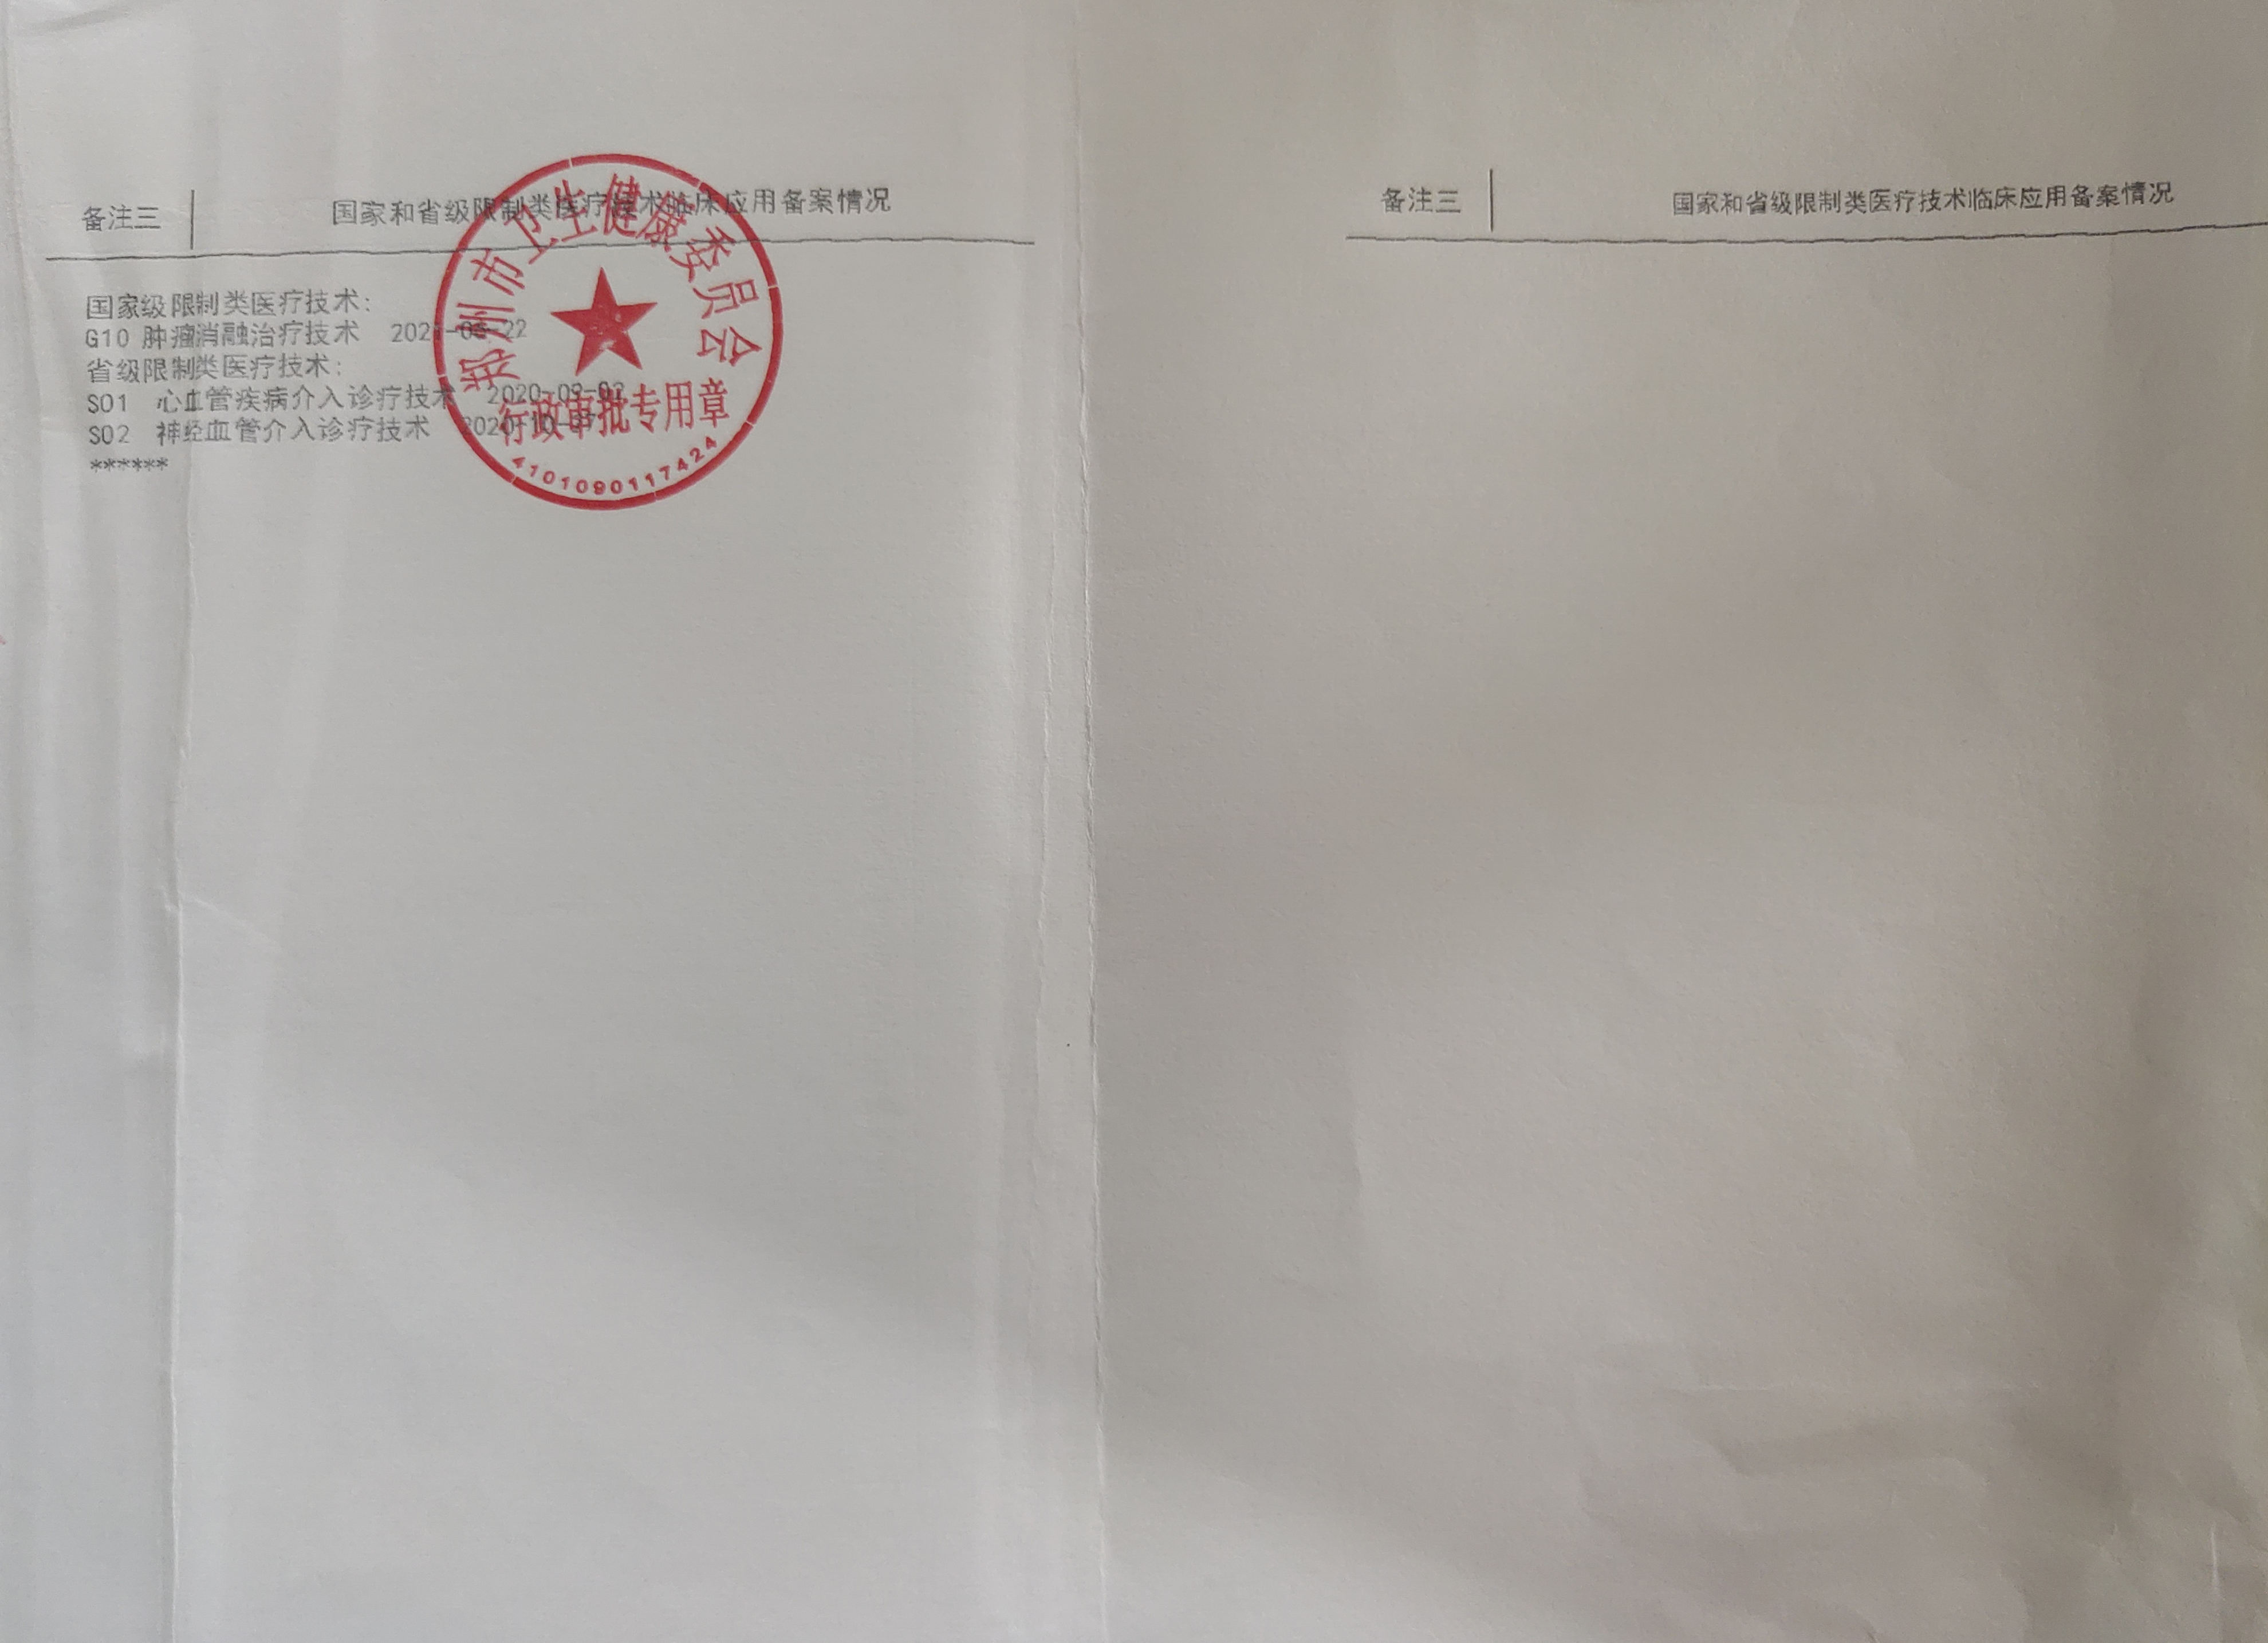 备注三
国家和省级限制类医疗技术临床应用备案情况
国家级限制类医疗技术:
G10 肿瘤消融治疗技术
省级限制类医疗技术:
S01 心血管疾病介入诊疗技术 2020-09-02
S02 神经血管介入诊疗技术
******
郑州市卫生健康委员会
行政审批专用章
4101090117424
备注三
国家和省级限制类医疗技术临床应用备案情况